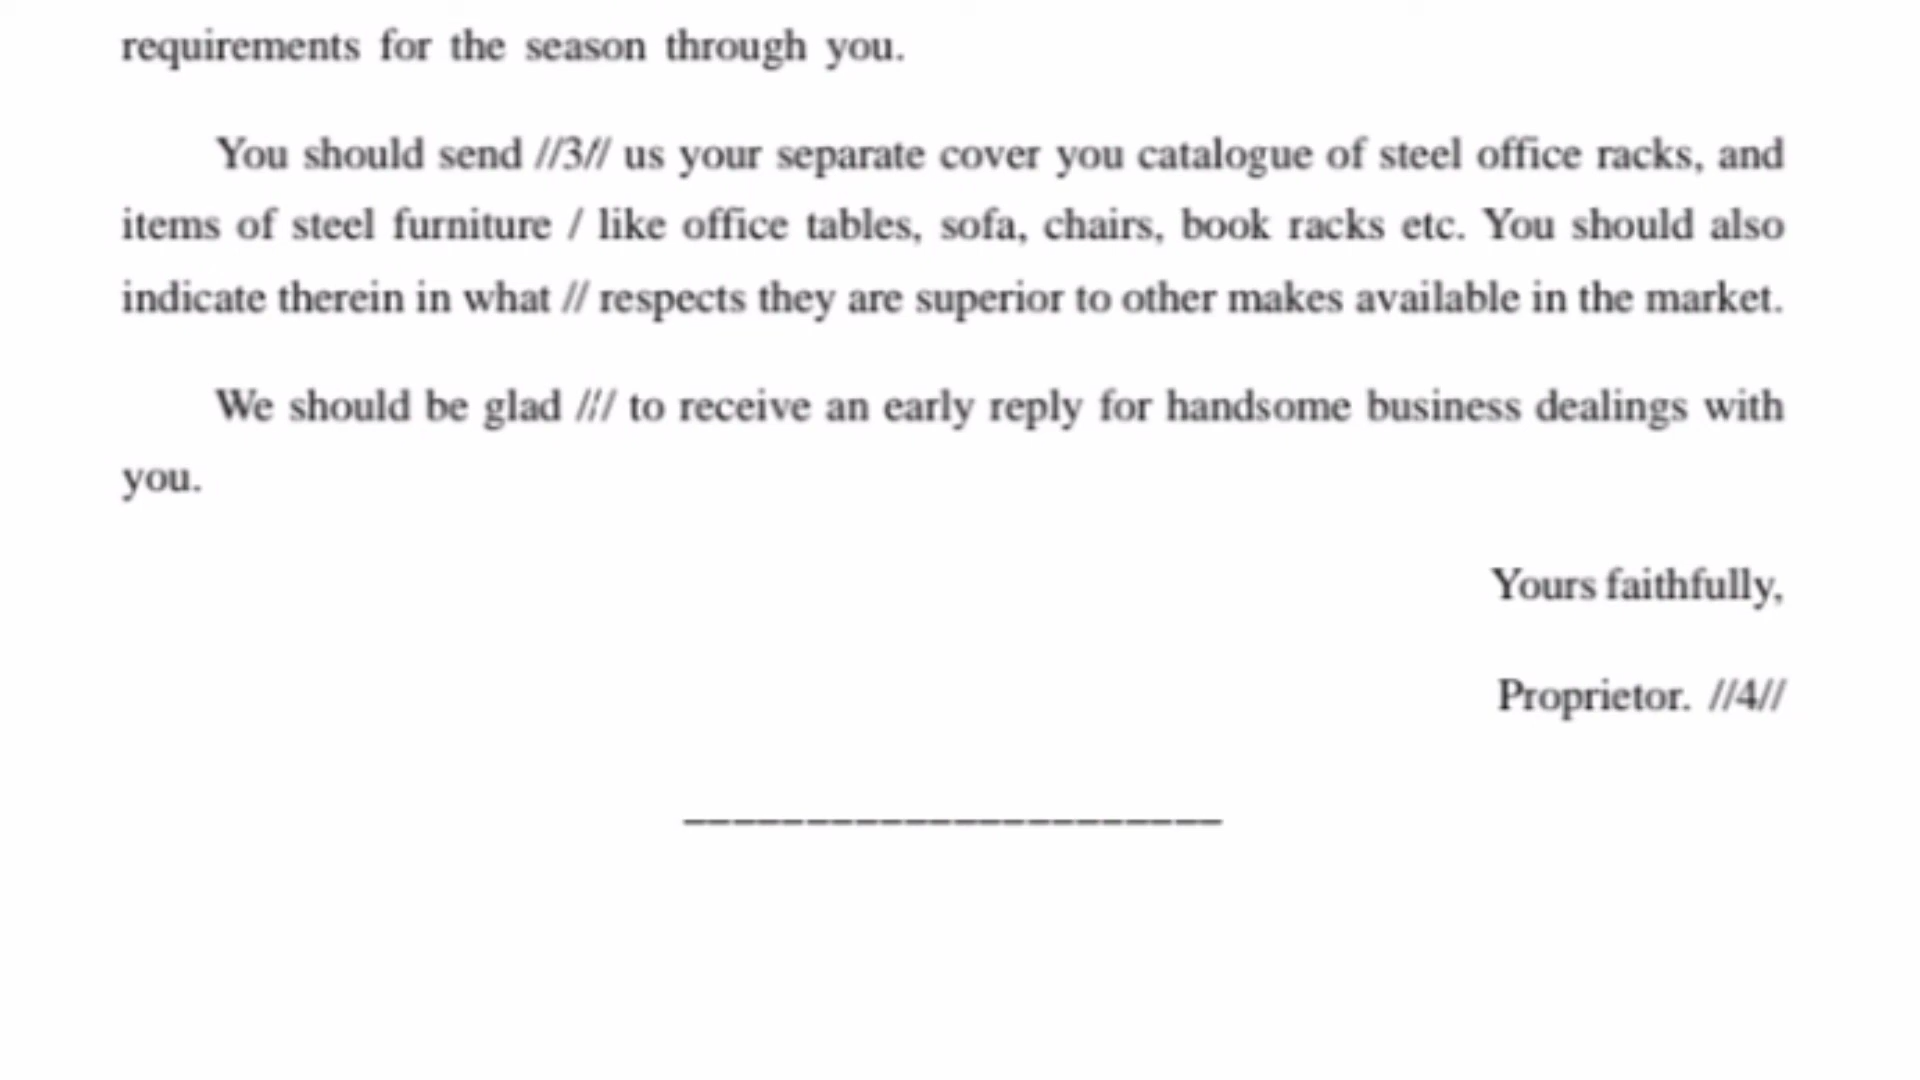 requirements for the season through you.
You should send //3// us your separate cover you catalogue of steel office racks, and
items of steel furniture / like office tables, sofa, chairs, book racks etc. You should also
indicate therein in what // respects they are superior to other makes available in the market.
We should be glad /// to receive an early reply for handsome business dealings with
you.
Yours faithfully,
Proprietor. //4//
______________________